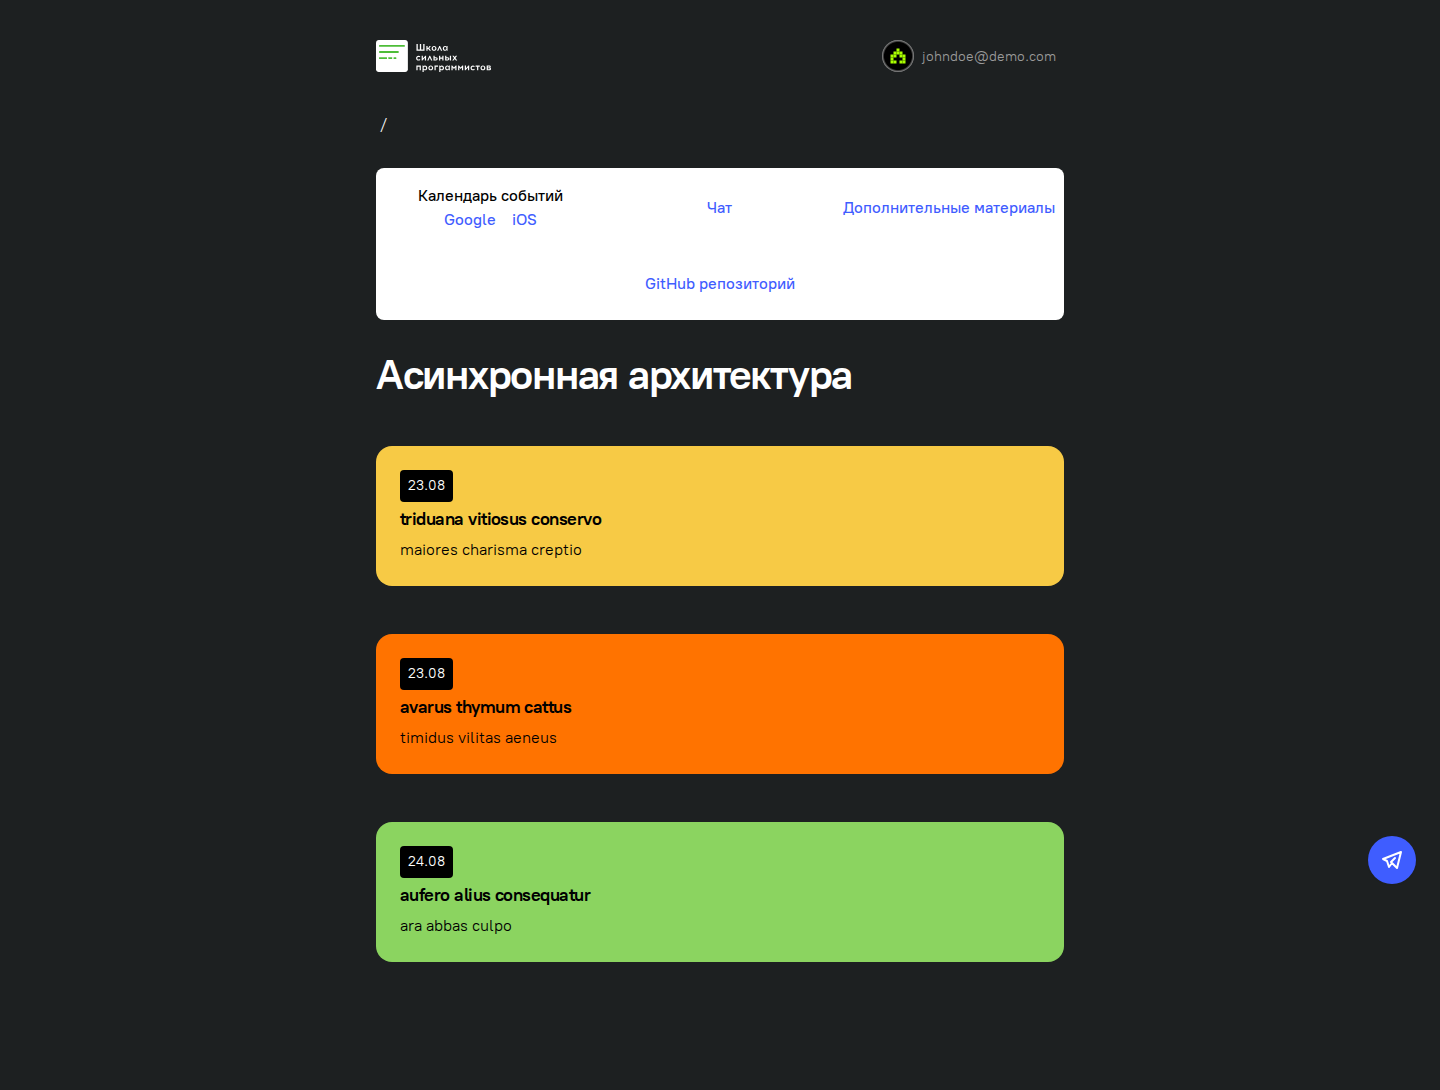 Школа
сильных
программистов
johndoe@demo.com
/
Календарь событий
Google iOS
Чат
Дополнительные материалы
GitHub репозиторий
Асинхронная архитектура
23.08
triduana vitiosus conservo
maiores charisma creptio
23.08
avarus thymum cattus
timidus vilitas aeneus
24.08
aufero alius consequatur
ara abbas culpo